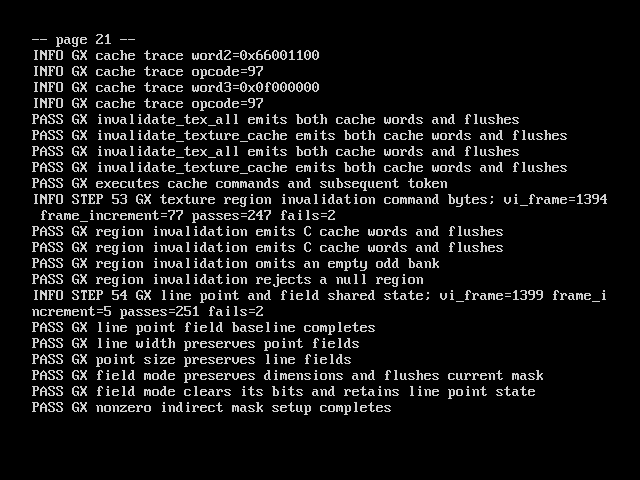 -- page 21 --
INFO GX cache trace word2=0x66001100
INFO GX cache trace opcode=97
INFO GX cache trace word3=0x0f000000
INFO GX cache trace opcode=97
PASS GX invalidate_tex_all emits both cache words and flushes
PASS GX invalidate_texture_cache emits both cache words and flushes
PASS GX invalidate_tex_all emits both cache words and flushes
PASS GX invalidate_texture_cache emits both cache words and flushes
PASS GX executes cache commands and subsequent token
INFO STEP 53 GX texture region invalidation command bytes; vi_frame=1394
 frame_increment=77 passes=247 fails=2
PASS GX region invalidation emits C cache words and flushes
PASS GX region invalidation emits C cache words and flushes
PASS GX region invalidation omits an empty odd bank
PASS GX region invalidation rejects a null region
INFO STEP 54 GX line point and field shared state; vi_frame=1399 frame_i
ncrement=5 passes=251 fails=2
PASS GX line point field baseline completes
PASS GX line width preserves point fields
PASS GX point size preserves line fields
PASS GX field mode preserves dimensions and flushes current mask
PASS GX field mode clears its bits and retains line point state
PASS GX nonzero indirect mask setup completes